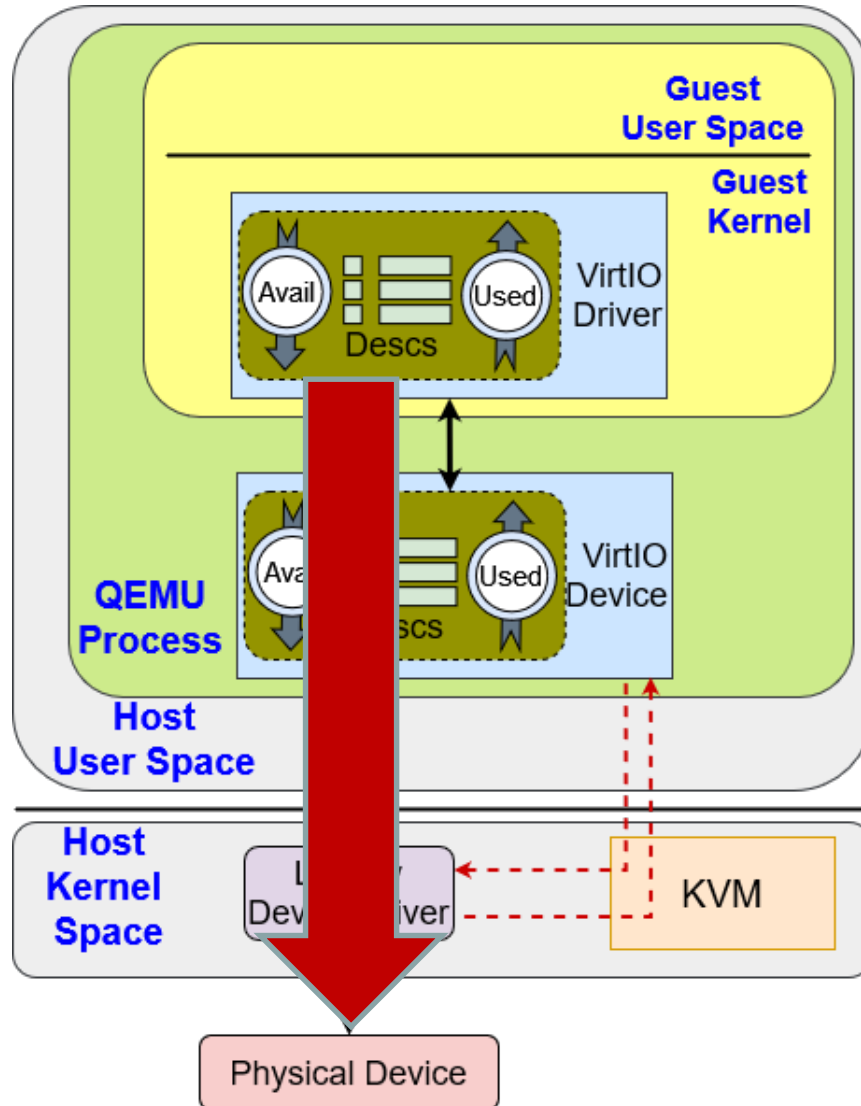 Guest
User Space
Guest
Kernel
Avail
Used
VirtIO
Driver
Descs
Used
VirtIO
Device
QEMU
Process
Host
User Space
Host
Kernel
Space
KVM
Physical Device